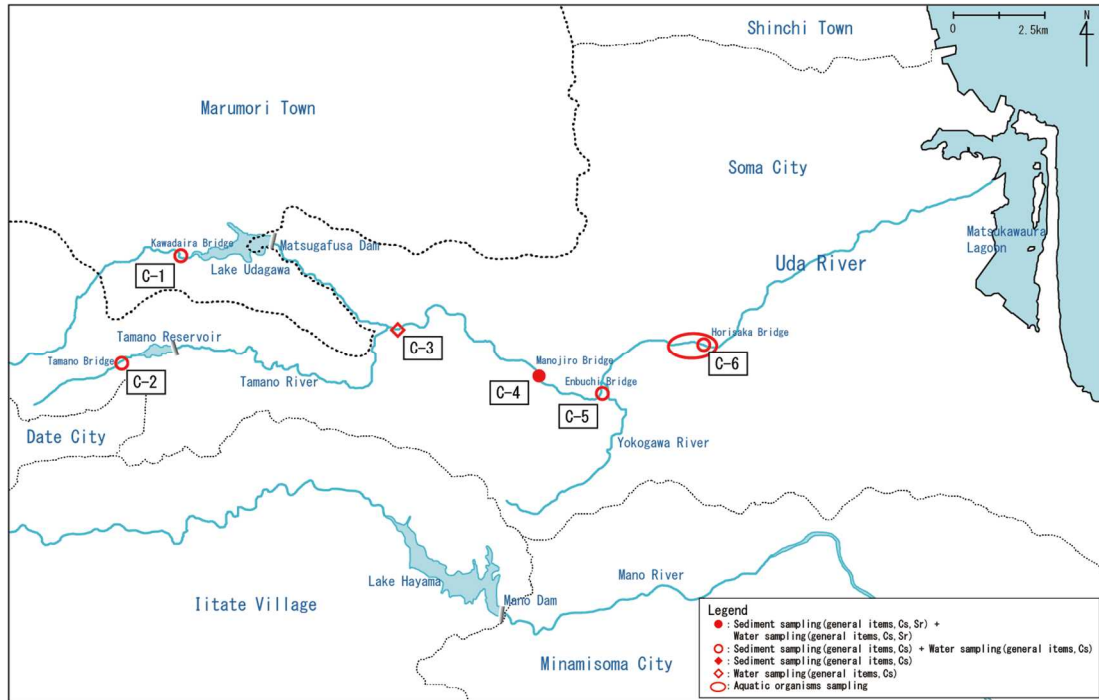 Shinchi Town
0
2.5km
N
Marumori Town
Soma City
Kawadaira Bridge
Matsugafusa Dam
Lake Udagawa
C-1
Matsukawaura
Lagoon
Uda River
Tamano Reservoir
Tamano Bridge
C-2
Tamano River
C-3
Horisaka Bridge
C-6
Manojiro Bridge
C-4
Enbuchi Bridge
C-5
Date City
Yokogawa River
Lake Hayama
Mano River
Iitate Village
Mano Dam
Minamisoma City
Legend
: Sediment sampling(general items,Cs,Sr) +
Water sampling(general items,Cs,Sr)
: Sediment sampling(general items,Cs) + Water sampling(general items,Cs)
: Sediment sampling(general items,Cs)
: Water sampling(general items,Cs)
: Aquatic organisms sampling